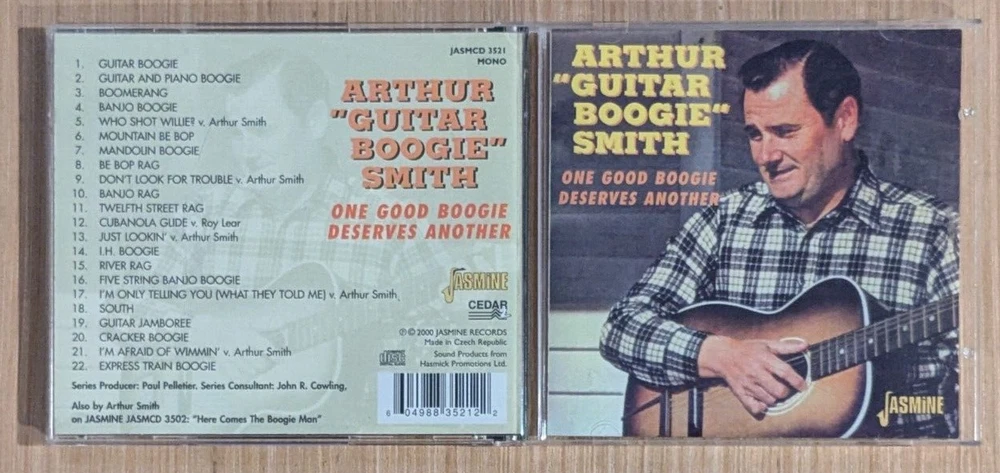 JASMCD 3521
MONO
1. GUITAR BOOGIE
2. GUITAR AND PIANO BOOGIE
3. BOOMERANG
4. BANJO BOOGIE
5. WHO SHOT WILLIE? v. Arthur Smith
6. MOUNTAIN BE BOP
7. MANDOLIN BOOGIE
8. BE BOP RAG
9. DON'T LOOK FOR TROUBLE v. Arthur Smith
10. BANJO RAG
11. TWELFTH STREET RAG
12. CUBANOLA GLIDE v. Roy Lear
13. JUST LOOKIN' v. Arthur Smith
14. I.H. BOOGIE
15. RIVER RAG
16. FIVE STRING BANJO BOOGIE
17. I'M ONLY TELLING YOU (WHAT THEY TOLD ME) v. Arthur Smith
18. SOUTH
19. GUITAR JAMBOREE
20. CRACKER BOOGIE
21. I'M AFRAID OF WIMMIN' v. Arthur Smith
22. EXPRESS TRAIN BOOGIE
Series Producer: Paul Pelletier. Series Consultant: John R. Cowling,
Also by Arthur Smith
on JASMINE JASMCD 3502: "Here Comes The Boogie Man"
ARTHUR
"GUITAR
BOOGIE"
SMITH
ONE GOOD BOOGIE
DESERVES ANOTHER
JASMINE
CEDAR
℗ © 2000 JASMINE RECORDS
Made in Czech Republic
Sound Products from
Hasmick Promotions Ltd.
6 04988 35212 2
ARTHUR
"GUITAR
BOOGIE"
SMITH
ONE GOOD BOOGIE
DESERVES ANOTHER
JASMINE